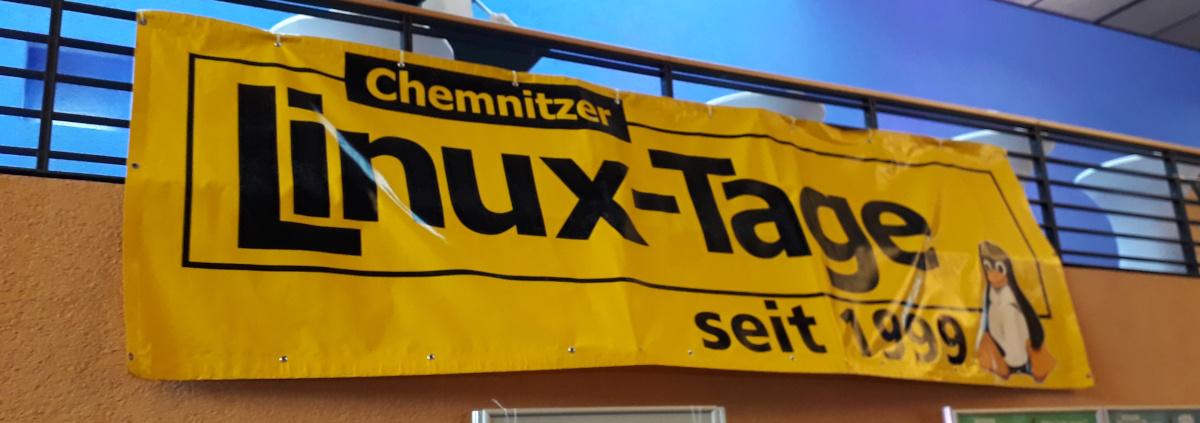 Chemnitzer
Linux-Tage
seit 1999